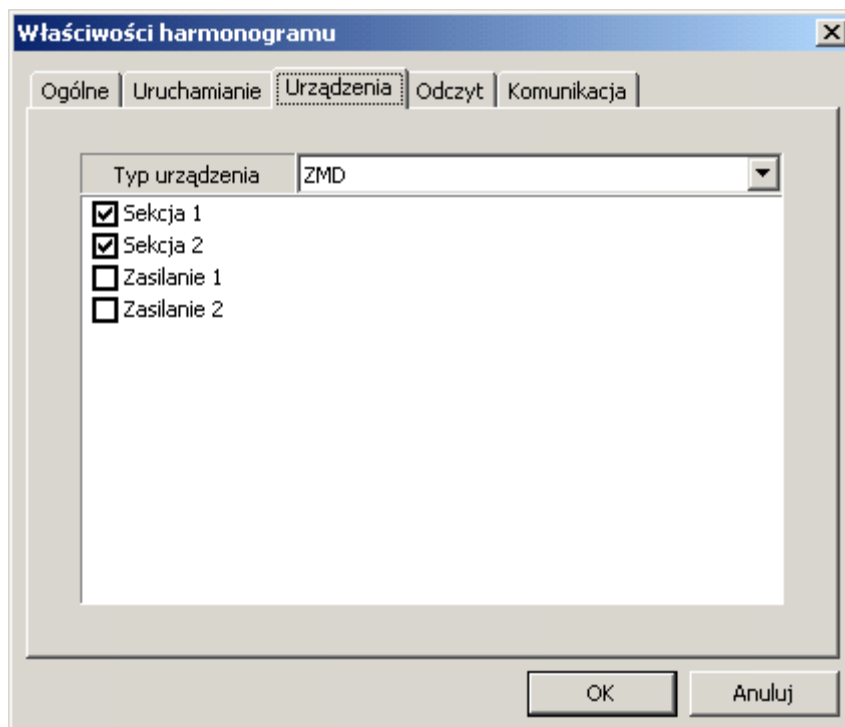 Właściwości harmonogramu
Ogólne Uruchamianie Urządzenia Odczyt Komunikacja
Typ urządzenia ZMD
Sekcja 1
Sekcja 2
Zasilanie 1
Zasilanie 2
OK Anuluj